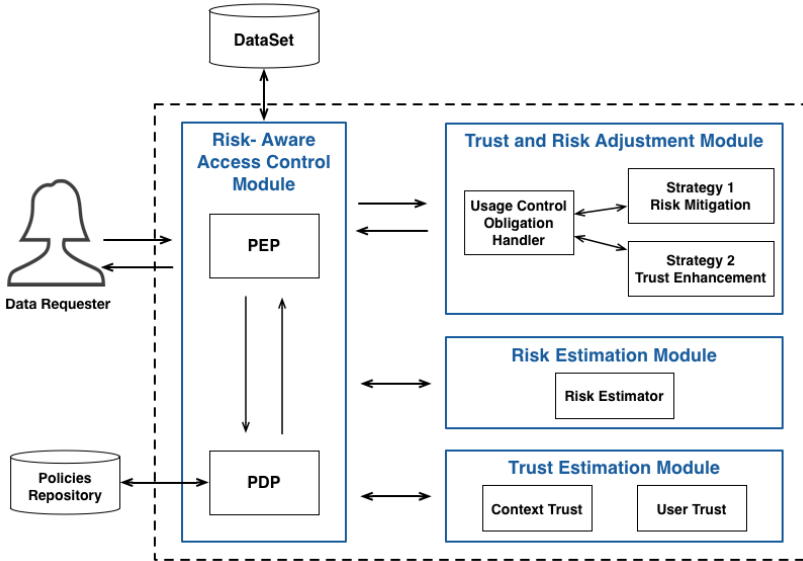 DataSet
Risk- Aware
Access Control
Module
PEP
PDP
Data Requester
Policies
Repository
Trust and Risk Adjustment Module
Usage Control
Obligation
Handler
Strategy 1
Risk Mitigation
Strategy 2
Trust Enhancement
Risk Estimation Module
Risk Estimator
Trust Estimation Module
Context Trust
User Trust